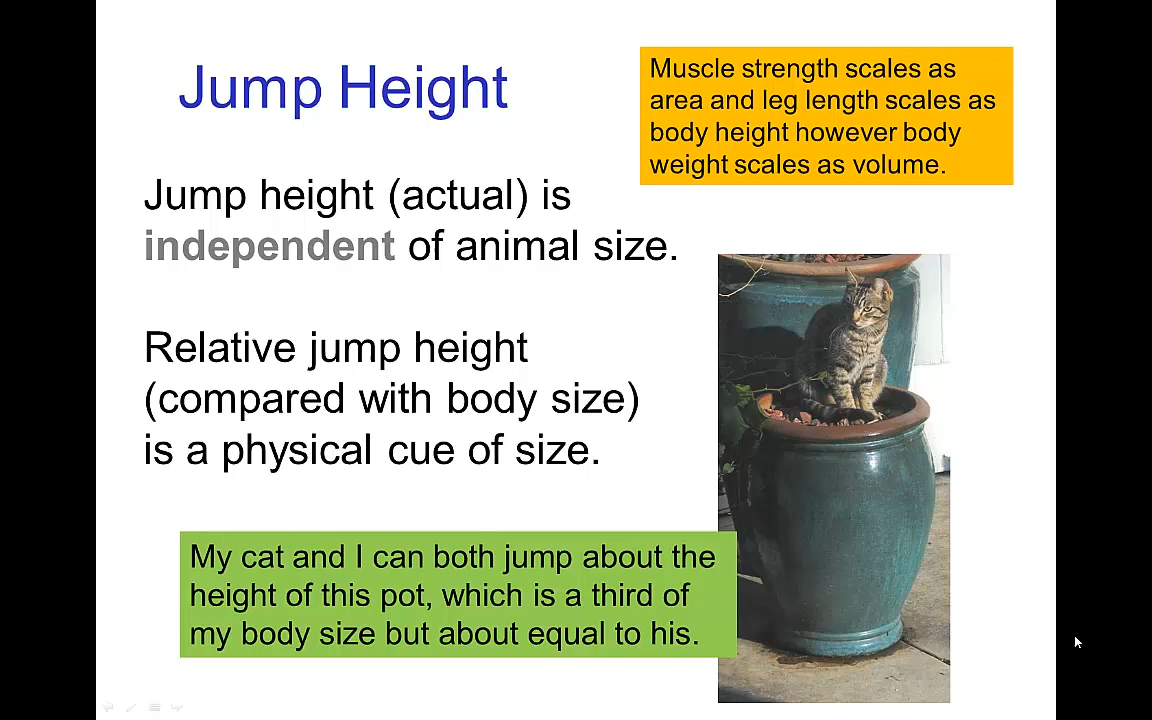 Jump Height
Muscle strength scales as
area and leg length scales as
body height however body
weight scales as volume.
Jump height (actual) is
independent of animal size.
Relative jump height
(compared with body size)
is a physical cue of size.
My cat and I can both jump about the
height of this pot, which is a third of
my body size but about equal to his.